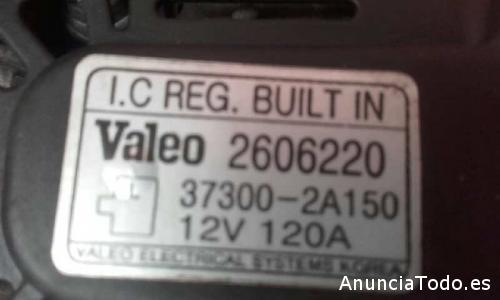 I.C REG. BUILT IN
Valeo 2606220
L
37300-2A150
12V 120A
VALEO ELECTRICAL SYSTEMS KOREA
AnunciaTodo.es